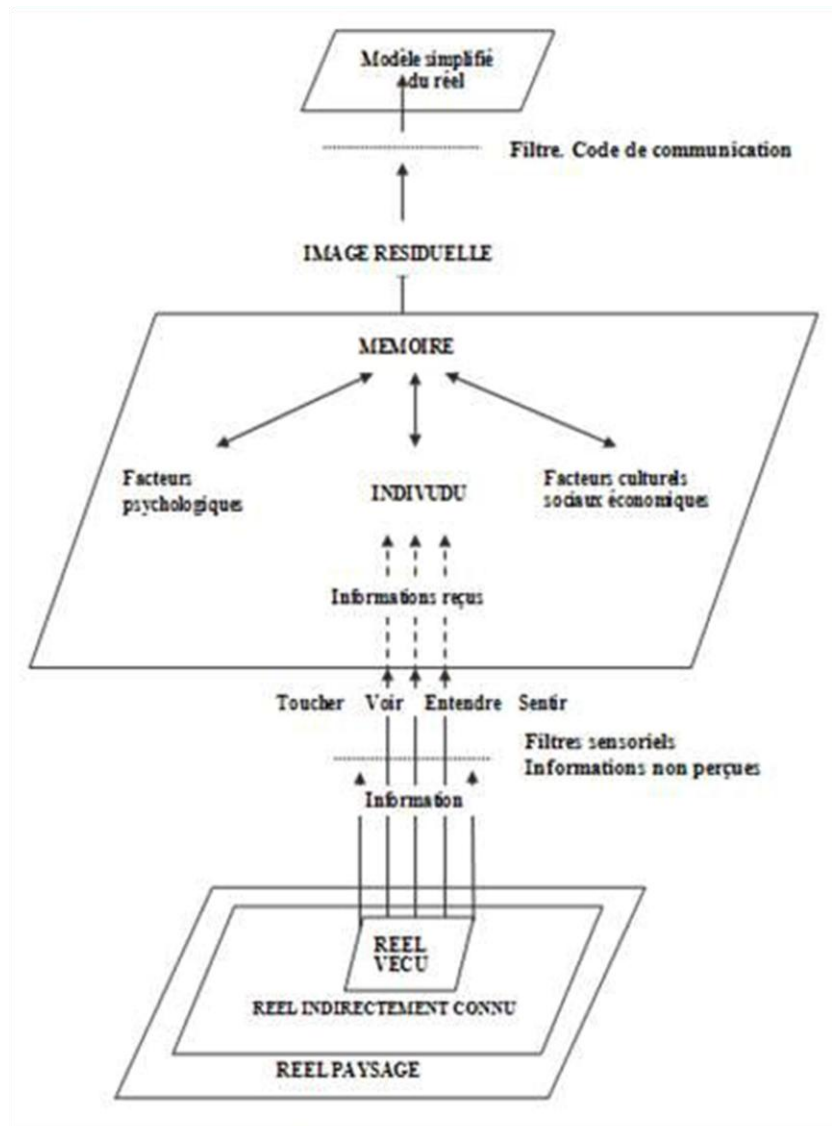 Modèle simplifié
du réel
Filtre. Code de communication
IMAGE RESIDUELLE
MEMOIRE
Facteurs
psychologiques
INDIVUDU
Facteurs culturels
sociaux économiques
Informations reçus
Toucher Voir Entendre Sentir
Filtres sensoriels
Informations non perçues
Information
REEL
VECU
REEL INDIRECTEMENT CONNU
REEL PAYSAGE